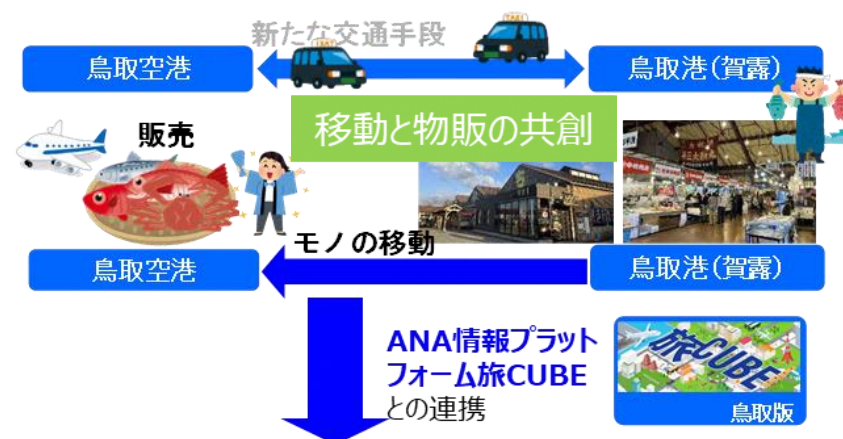 新たな交通手段
TAXI
TAXI
鳥取空港
鳥取港(賀露)
移動と物販の共創
販売
モノの移動
鳥取空港
鳥取港(賀露)
ANA情報プラット
フォーム旅CUBE
との連携
旅CUBE
鳥取版